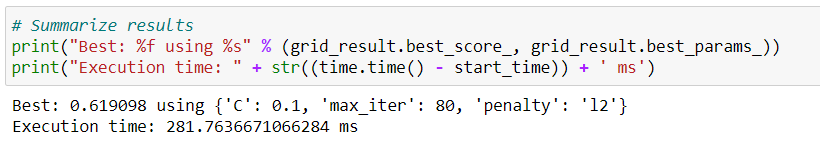 # Summarize results
print("Best: %f using %s" % (grid_result.best_score_, grid_result.best_params_))
print("Execution time: " + str((time.time() - start_time)) + ' ms')
Best: 0.619098 using {'C': 0.1, 'max_iter': 80, 'penalty': 'l2'}
Execution time: 281.7636671066284 ms